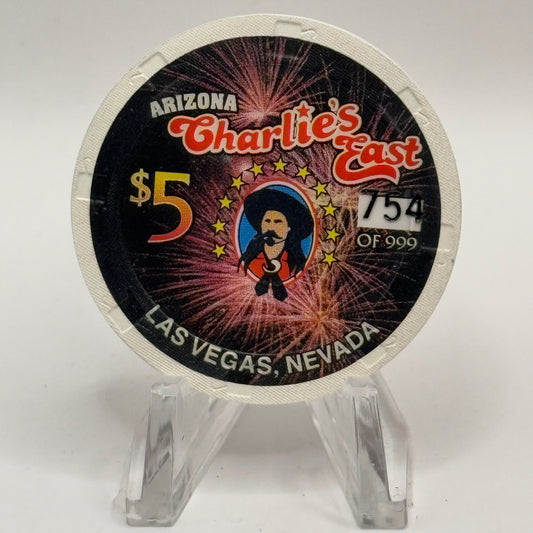 ARIZONA
Charlie's
East
$5
754
OF 999
LAS VEGAS, NEVADA